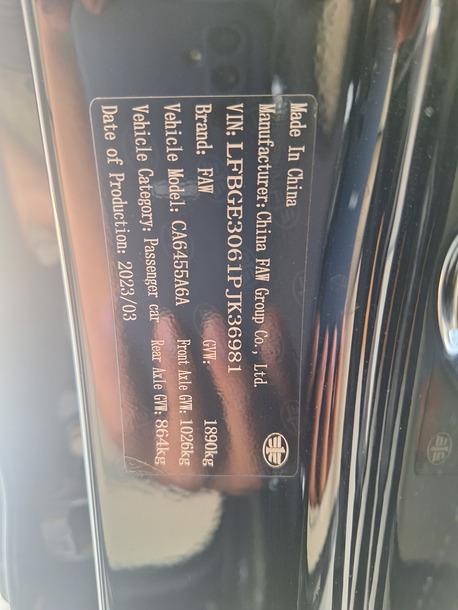 Made In China
Manufacturer: China FAW Group Co., Ltd.
VIN: LFBGE3061PJK36981
Brand: FAW GVW: 1890kg
Vehicle Model: CA6455A6A Front Axle GVW: 1026kg
Vehicle Category: Passenger car Rear Axle GVW: 864kg
Date of Production: 2023/03